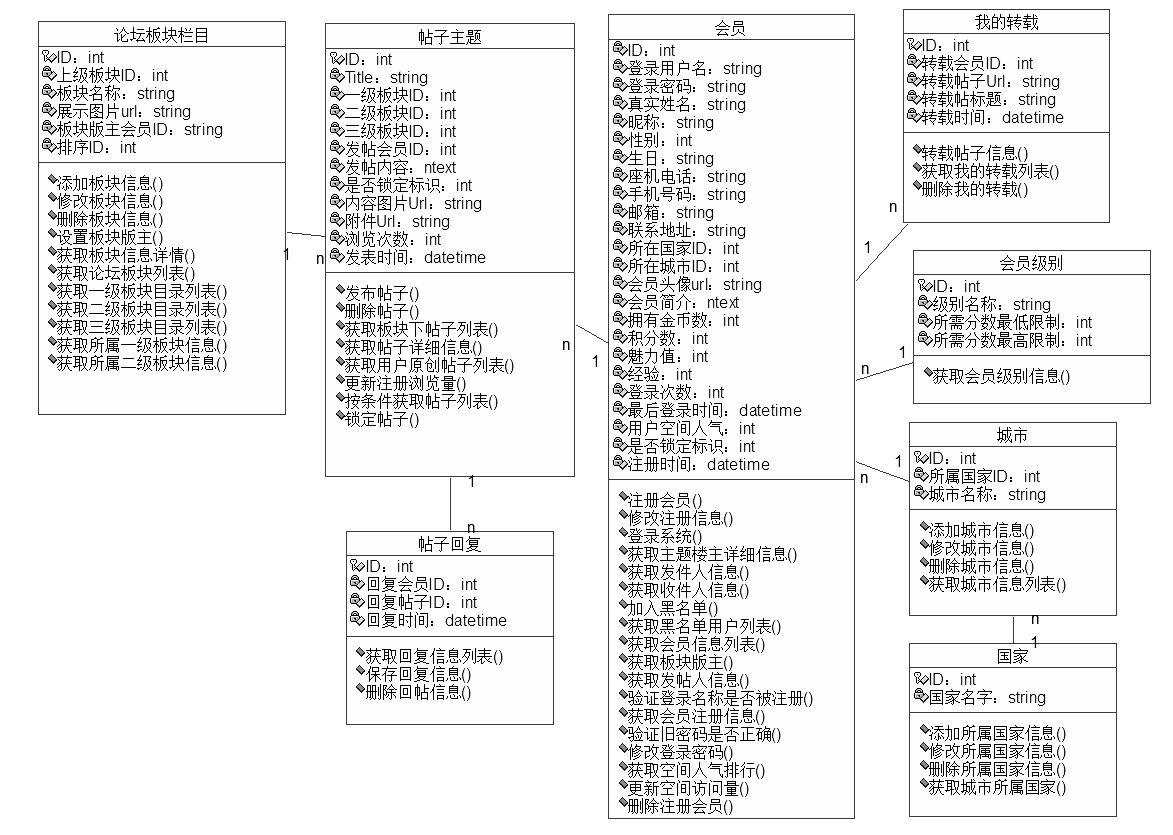 论坛板块栏目
ID：int
上级板块ID：int
板块名称：string
展示图片url：string
板块版主会员ID：string
排序ID：int
添加板块信息()
修改板块信息()
删除板块信息()
设置板块版主()
获取板块信息详情()
获取论坛板块列表()
获取一级板块目录列表()
获取二级板块目录列表()
获取三级板块目录列表()
获取所属一级板块信息()
获取所属二级板块信息()
1
n
帖子主题
ID：int
Title：string
一级板块ID：int
二级板块ID：int
三级板块ID：int
发帖会员ID：int
发帖内容：ntext
是否锁定标识：int
内容图片Url：string
附件Url：string
浏览次数：int
发表时间：datetime
发布帖子()
删除帖子()
获取板块下帖子列表()
获取帖子详细信息()
获取用户原创帖子列表()
更新注册浏览量()
按条件获取帖子列表()
锁定帖子()
n
1
1
n
帖子回复
ID：int
回复会员ID：int
回复帖子ID：int
回复时间：datetime
获取回复信息列表()
保存回复信息()
删除回帖信息()
会员
ID：int
登录用户名：string
登录密码：string
真实姓名：string
昵称：string
性别：int
生日：string
座机电话：string
手机号码：string
邮箱：string
联系地址：string
所在国家ID：int
所在城市ID：int
会员头像url：string
会员简介：ntext
拥有金币数：int
积分数：int
魅力值：int
经验：int
登录次数：int
最后登录时间：datetime
用户空间人气：int
是否锁定标识：int
注册时间：datetime
注册会员()
修改注册信息()
登录系统()
获取主题楼主详细信息()
获取发件人信息()
获取收件人信息()
加入黑名单()
获取黑名单用户列表()
获取会员信息列表()
获取板块版主()
获取发帖人信息()
验证登录名称是否被注册()
获取会员注册信息()
验证旧密码是否正确()
修改登录密码()
获取空间人气排行()
更新空间访问量()
删除注册会员()
我的转载
ID：int
转载会员ID：int
转载帖子Url：string
转载帖标题：string
转载时间：datetime
转载帖子信息()
获取我的转载列表()
删除我的转载()
n
1
会员级别
ID：int
级别名称：string
所需分数最低限制：int
所需分数最高限制：int
获取会员级别信息()
1
n
城市
ID：int
所属国家ID：int
城市名称：string
添加城市信息()
修改城市信息()
删除城市信息()
获取城市信息列表()
1
n
n
1
国家
ID：int
国家名字：string
添加所属国家信息()
修改所属国家信息()
删除所属国家信息()
获取城市所属国家()